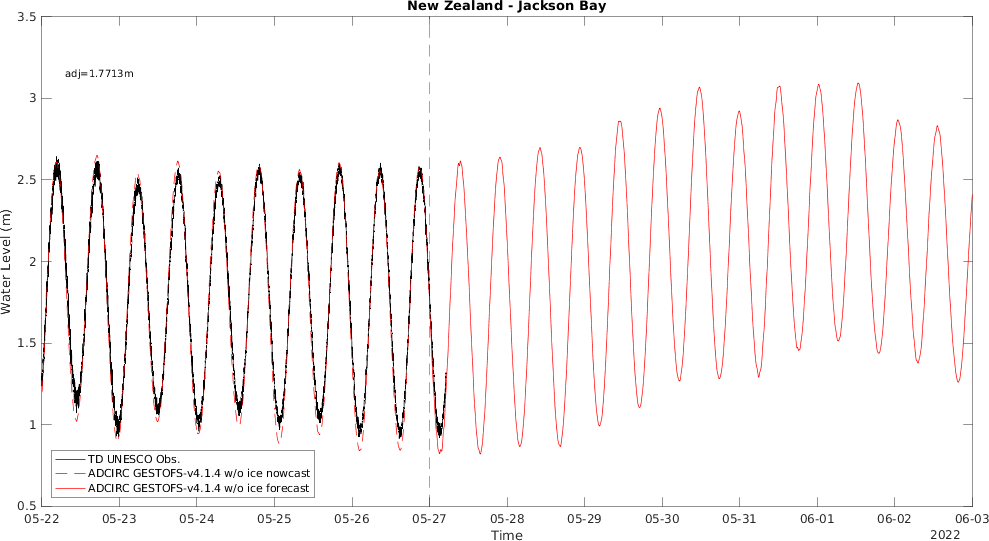 New Zealand - Jackson Bay
3.5
adj=1.7713m
3
2.5
2
Water Level (m)
1.5
1
TD UNESCO Obs.
ADCIRC GESTOFS-v4.1.4 w/o ice nowcast
ADCIRC GESTOFS-v4.1.4 w/o ice forecast
0.5
05-22 05-23 05-24 05-25 05-26 05-27 05-28 05-29 05-30 05-31 06-01 06-02 06-03
Time
2022